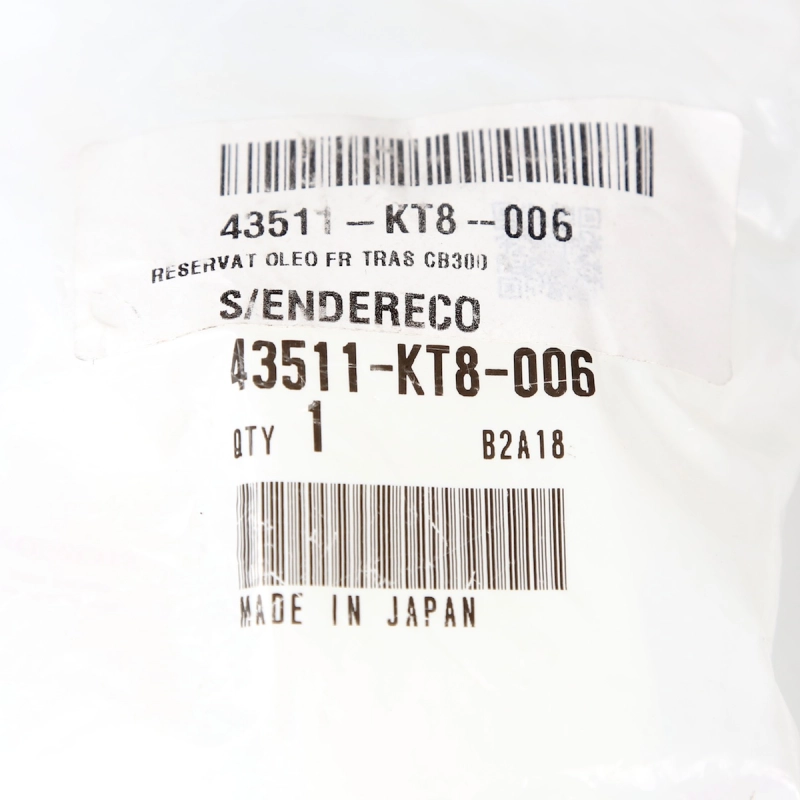 43511-KT8-006
RESERVAT OLEO FR TRAS CB300
S/ENDERECO
43511-KT8-006
QTY 1 B2A18
MADE IN JAPAN